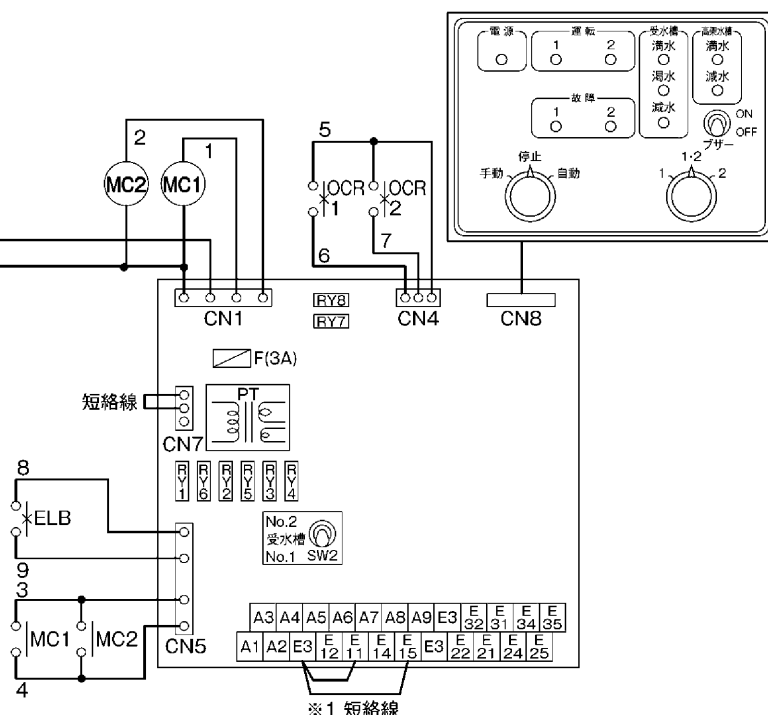 電源
運転
1 2
故障
1 2
受水槽
満水
渇水
減水
高架水槽
満水
減水
ON
OFF
ブザー
停止
手動
自動
1・2
1
2
2
1
MC2
MC1
5
OCR
1
OCR
2
6
7
CN1
RY8
RY7
CN4
CN8
F(3A)
PT
短絡線
CN7
RY1
RY6
RY2
RY5
RY3
RY4
8
ELB
9
3
MC1
MC2
4
CN5
No.2
受水槽
No.1
SW2
A3 A4 A5 A6 A7 A8 A9 E3 E32 E31 E34 E35
A1 A2 E3 E12 E11 E14 E15 E3 E22 E21 E24 E25
※1 短絡線